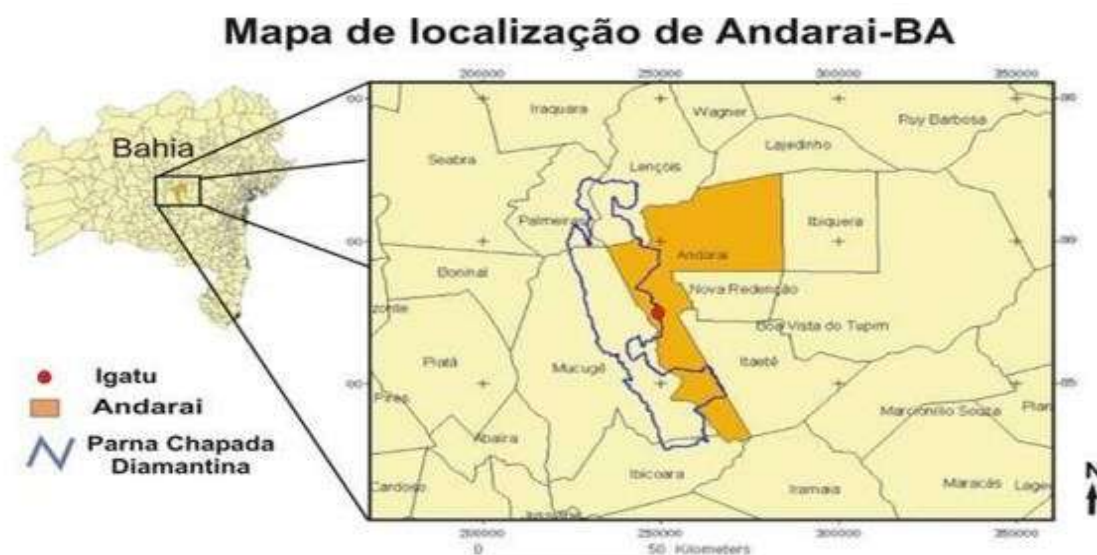 Mapa de localização de Andarai-BA
200000 250000 300000 350000
Bahia
Iraquara
Wagner
Ruy Barbosa
Lajedinho
Seabra
Lençois
Palmeiras
Ibiquera
Andarai
Boninal
Nova Redenção
Boa Vista do Tupim
Piatã
Mucugê
Itaetê
Marcionilio Souza
Abaira
Ibicoara
Iramaia
Maracás
Cardoso
Igatu
Andarai
Parna Chapada
Diamantina
N
200000 250000 300000 350000
0 50 Kilometers